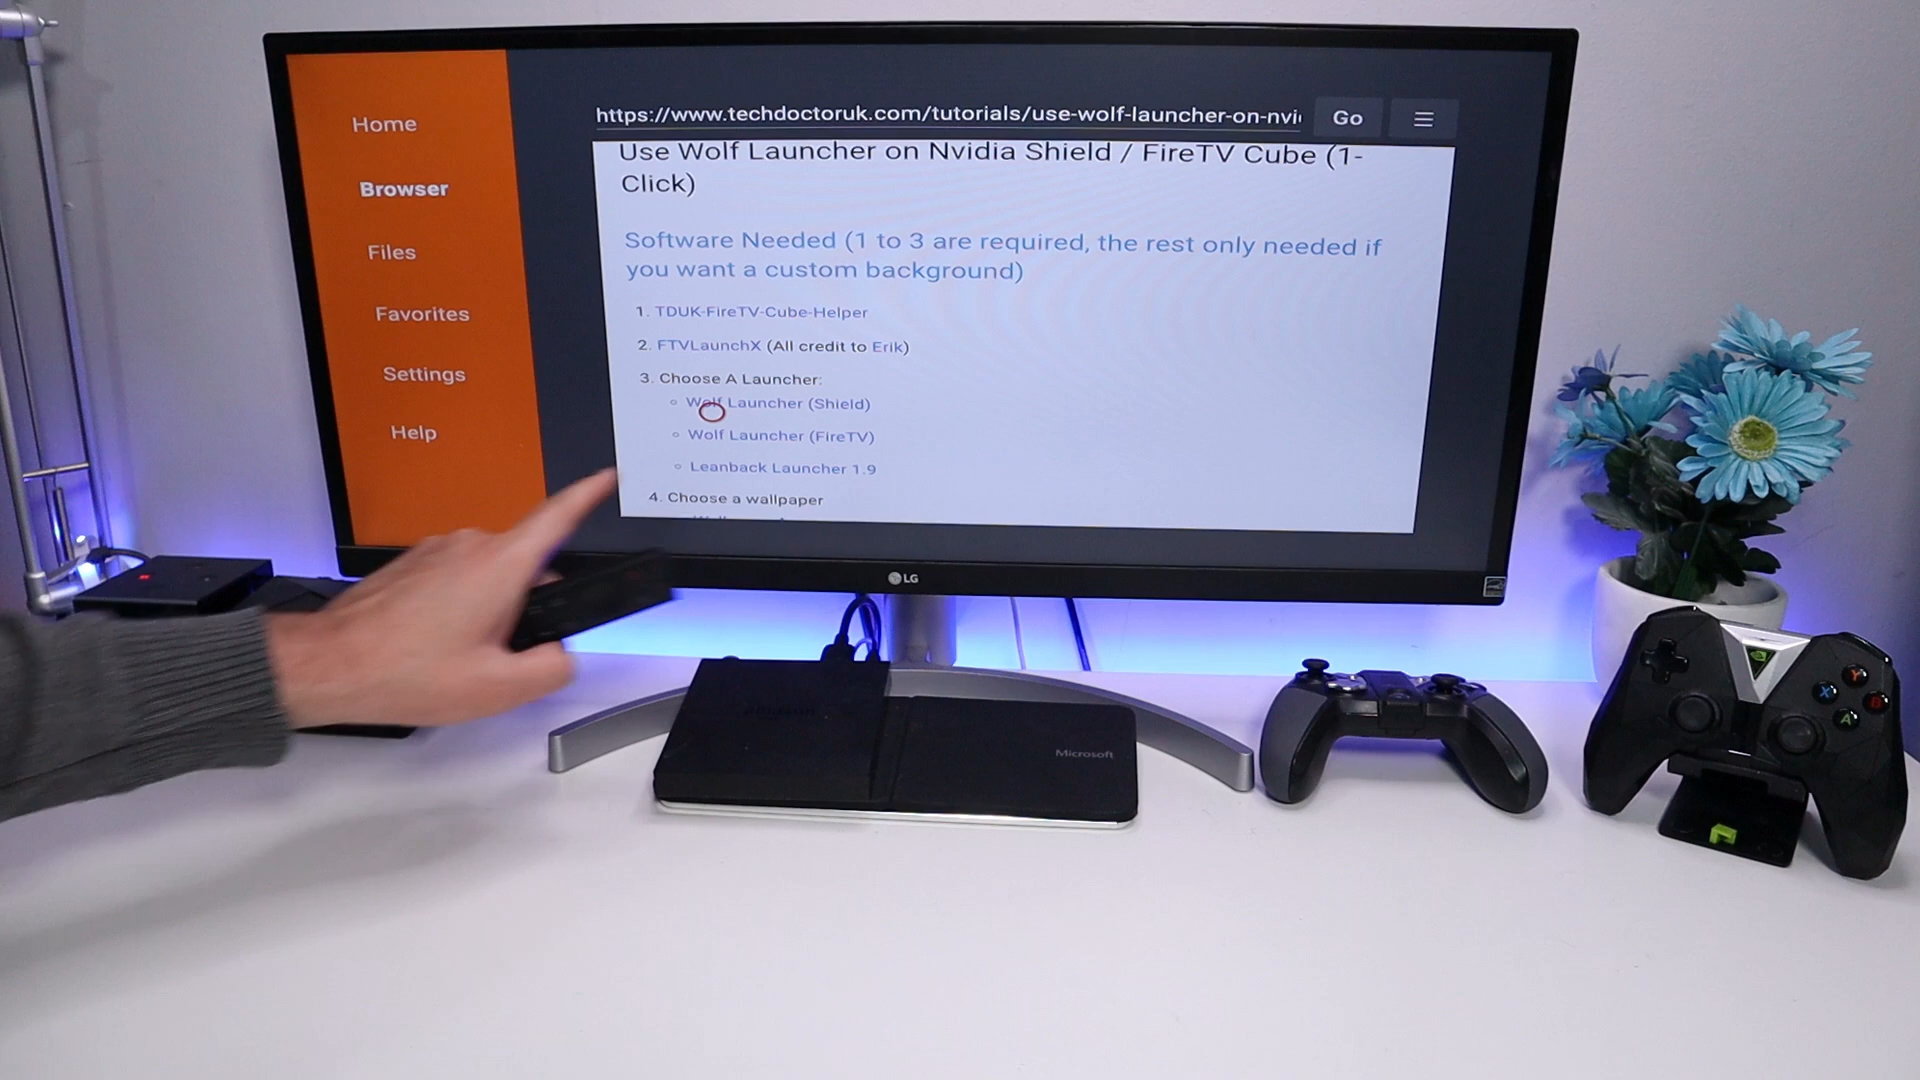 Home
Browser
Files
Favorites
Settings
Help
https://www.techdoctoruk.com/tutorials/use-wolf-launcher-on-nvi
Go
Use Wolf Launcher on Nvidia Shield / FireTV Cube (1-
Click)
Software Needed (1 to 3 are required, the rest only needed if
you want a custom background)
1. TDUK-FireTV-Cube-Helper
2. FTVLaunchX (All credit to Erik)
3. Choose A Launcher:
Wolf Launcher (Shield)
Wolf Launcher (FireTV)
Leanback Launcher 1.9
4. Choose a wallpaper
LG
Microsoft
Y
X
B
A